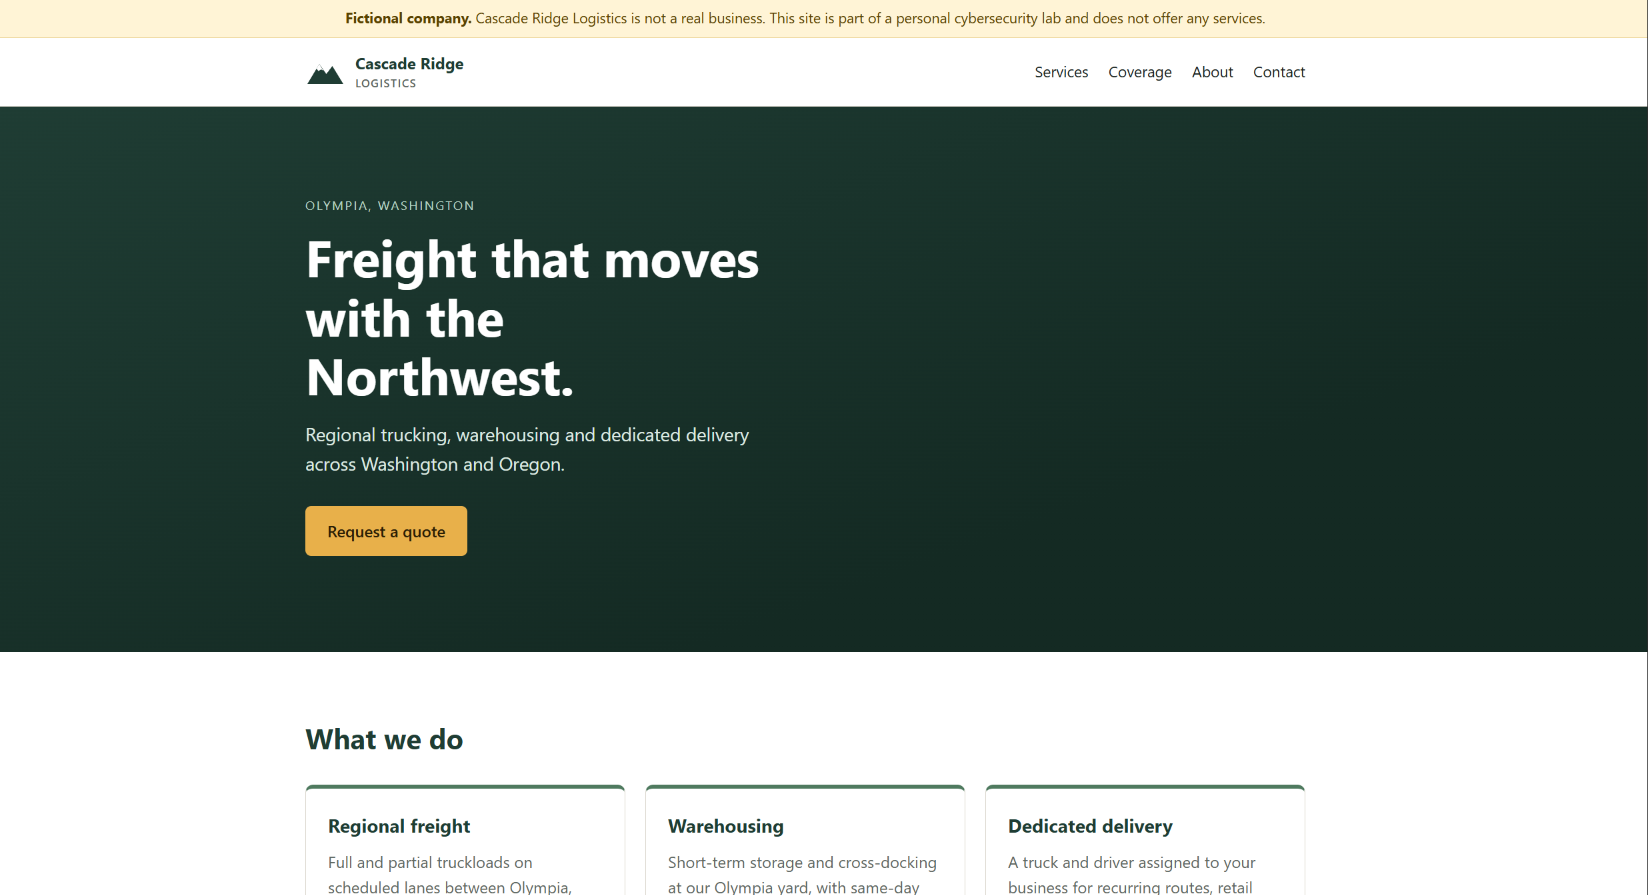 Fictional company. Cascade Ridge Logistics is not a real business. This site is part of a personal cybersecurity lab and does not offer any services.
Cascade Ridge
LOGISTICS
Services Coverage About Contact
OLYMPIA, WASHINGTON
Freight that moves
with the
Northwest.
Regional trucking, warehousing and dedicated delivery
across Washington and Oregon.
Request a quote
What we do
Regional freight
Full and partial truckloads on
scheduled lanes between Olympia,
Warehousing
Short-term storage and cross-docking
at our Olympia yard, with same-day
Dedicated delivery
A truck and driver assigned to your
business for recurring routes, retail